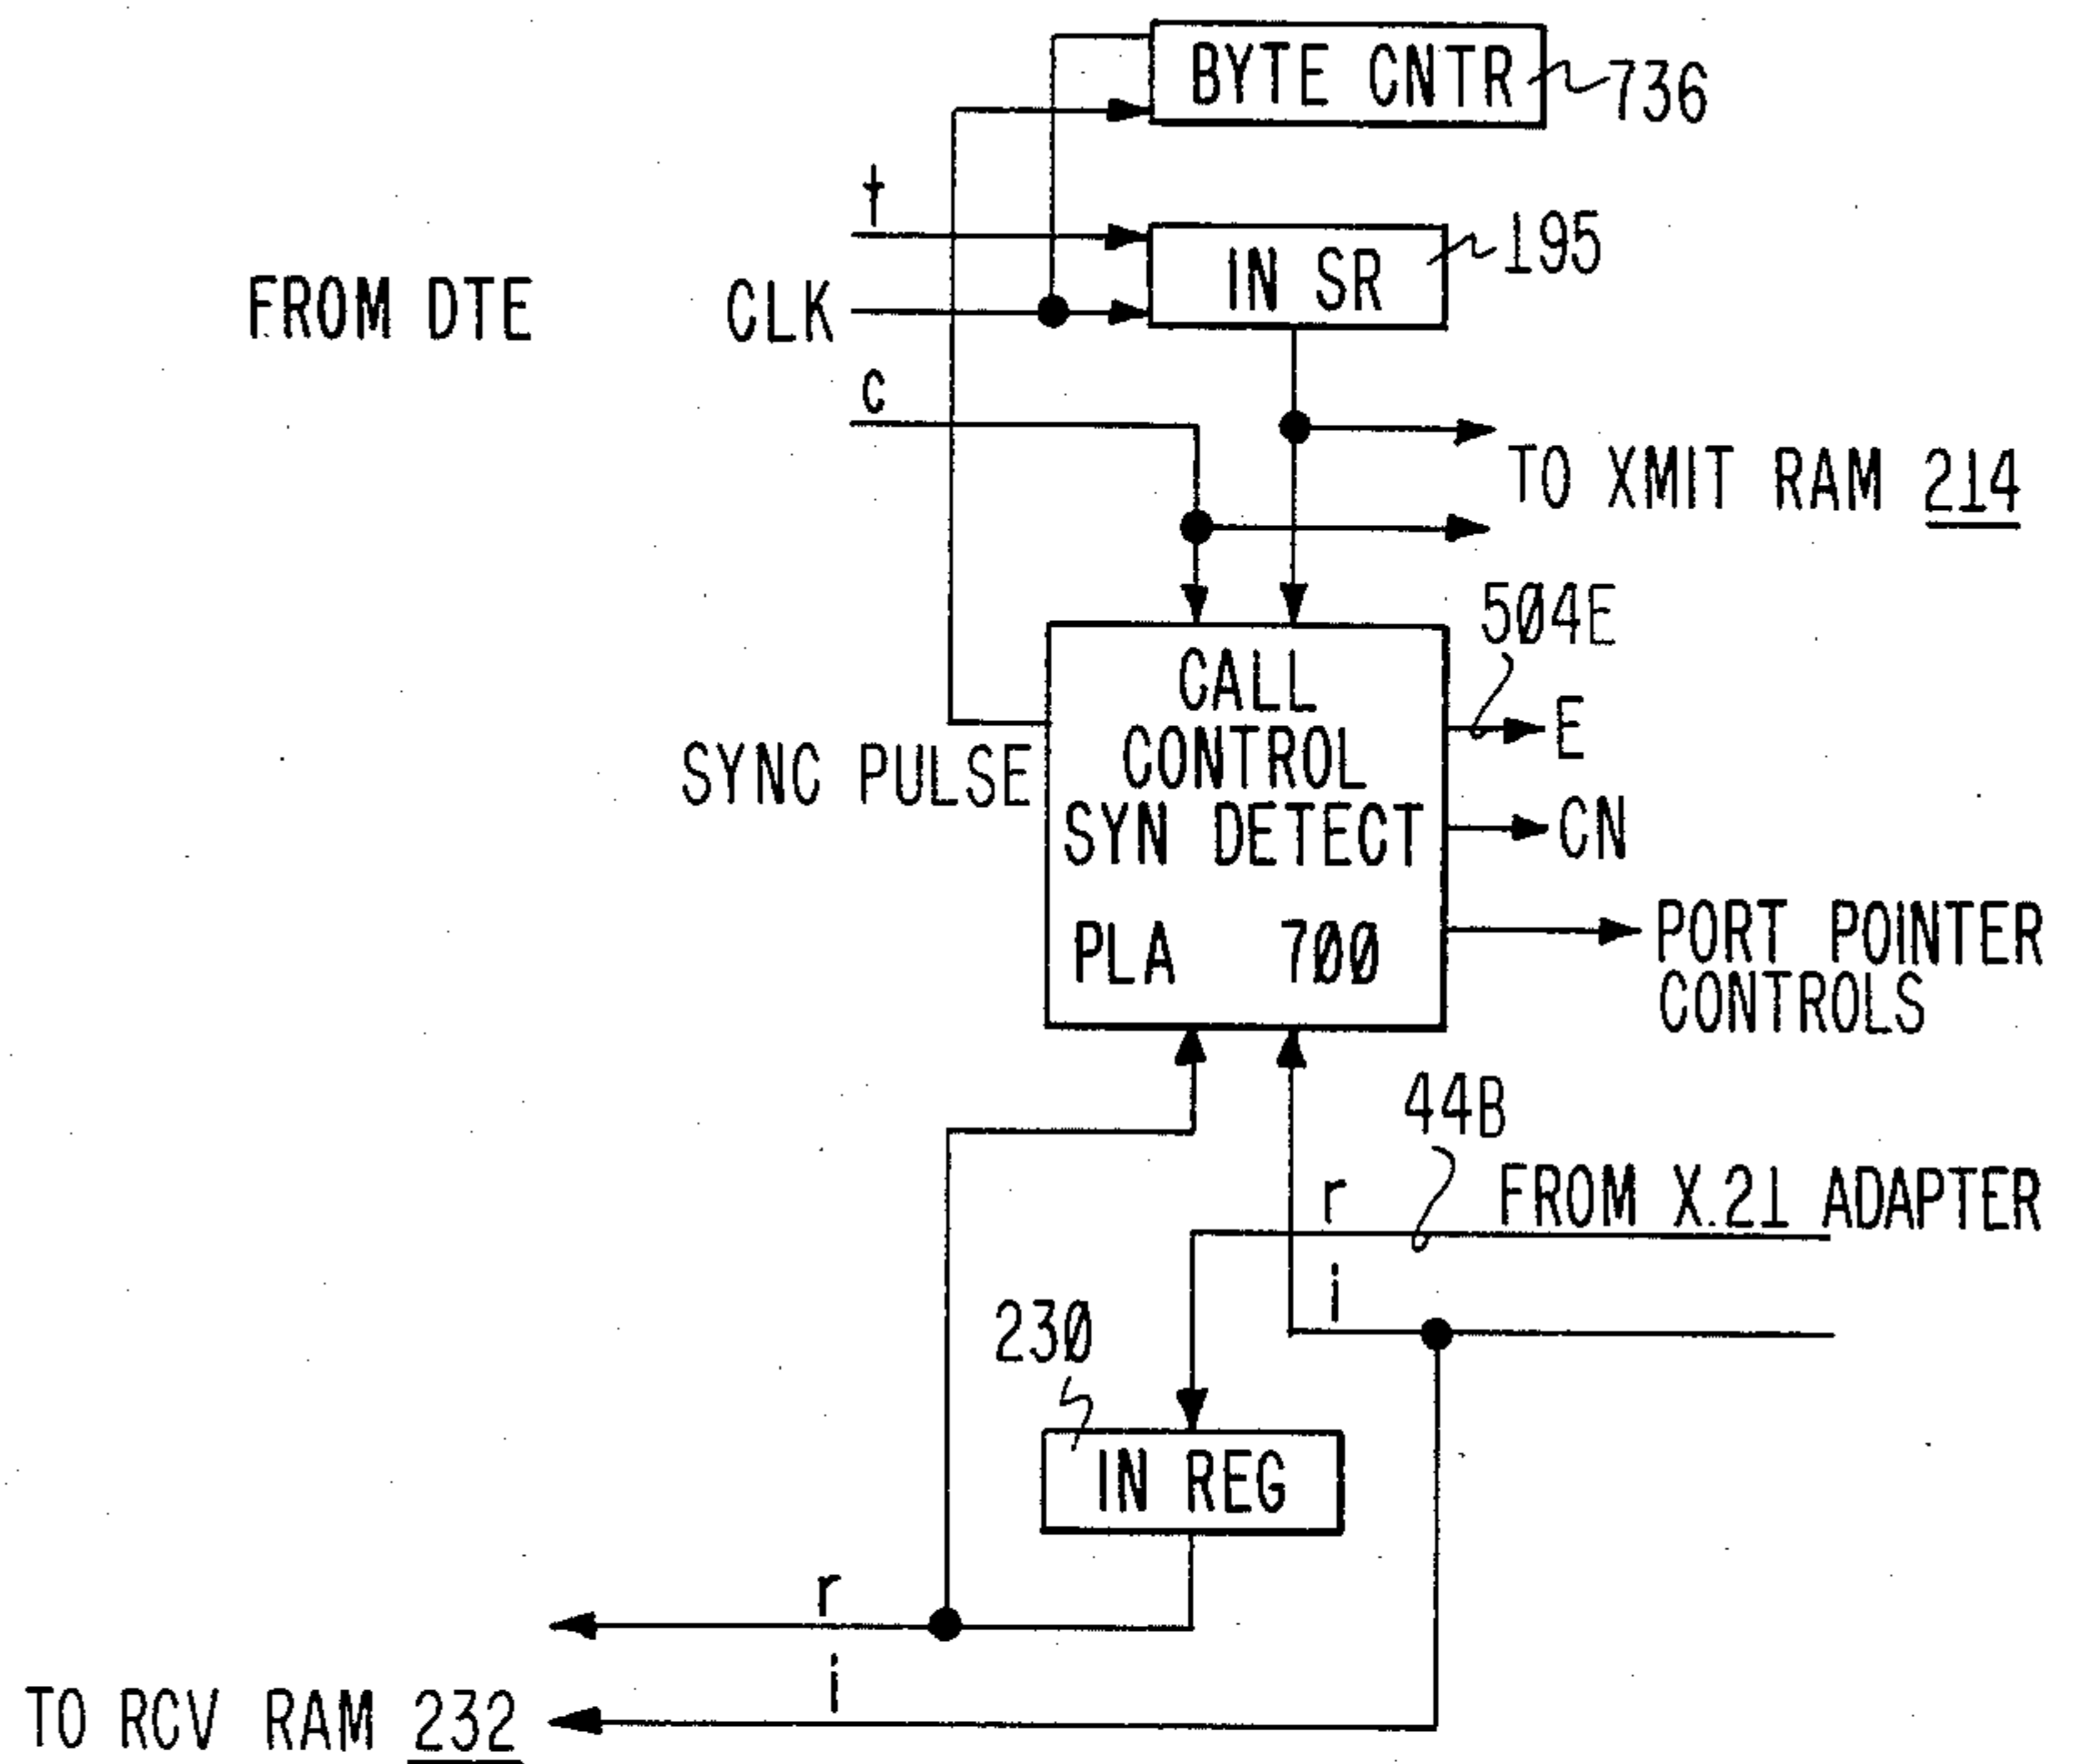 BYTE CNTR
736
t
IN SR
195
FROM DTE
CLK
c
TO XMIT RAM 214
504E
CALL
CONTROL
SYN DETECT
PLA 700
E
SYNC PULSE
CN
PORT POINTER
CONTROLS
44B
r
FROM X.21 ADAPTER
i
230
IN REG
r
i
TO RCV RAM 232